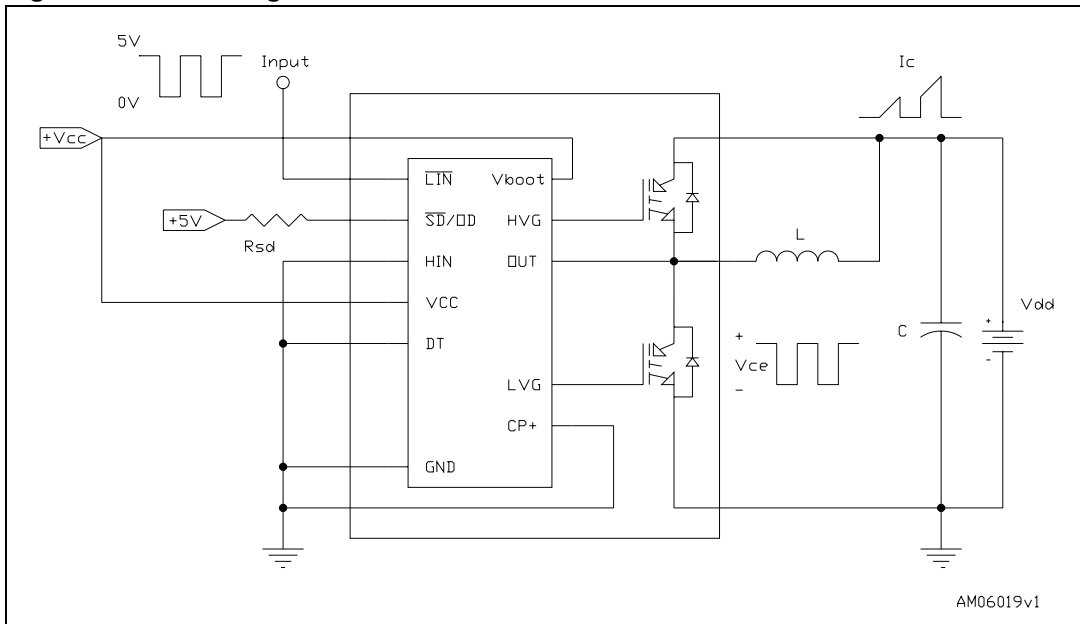 5V
0V
Input
+Vcc
Ic
LIN
Vboot
+5V
Rsd
SD/OD
HVG
HIN
OUT
L
VCC
DT
+
Vce
-
C
+
-
Vdd
LVG
CP+
GND
AM06019v1